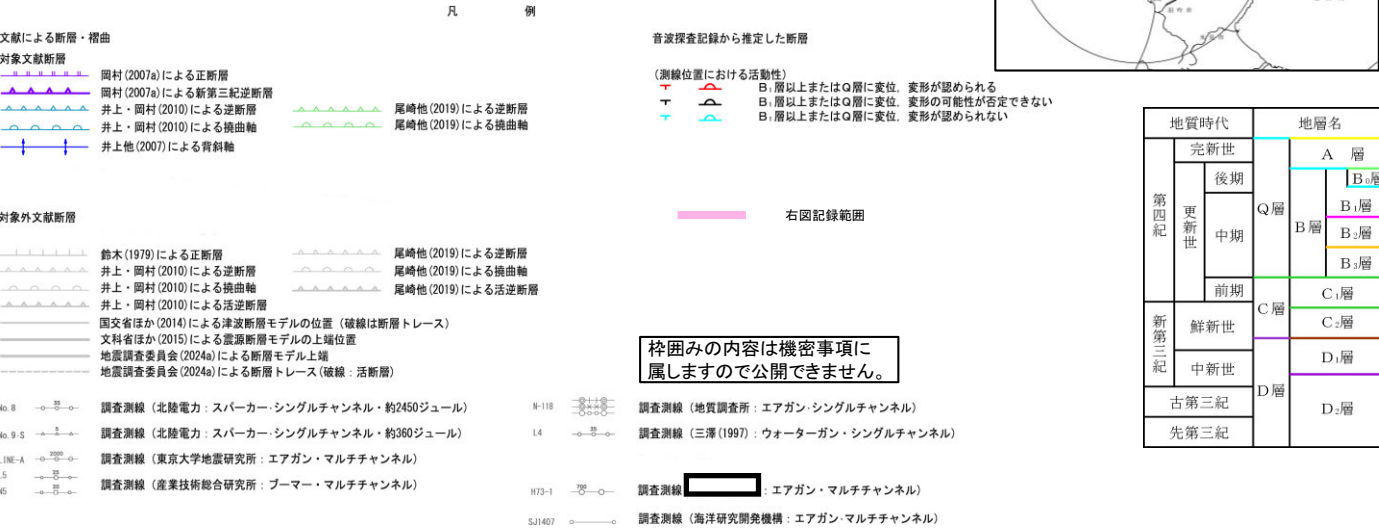 凡　例
文献による断層・褶曲
対象文献断層
岡村(2007a)による正断層
岡村(2007a)による新第三紀逆断層
井上・岡村(2010)による逆断層
井上・岡村(2010)による撓曲軸
井上他(2007)による背斜軸
尾崎他(2019)による逆断層
尾崎他(2019)による撓曲軸
音波探査記録から推定した断層
(測線位置における活動性)
B₁層以上またはQ層に変位，変形が認められる
B₁層以上またはQ層に変位，変形の可能性が否定できない
B₁層以上またはQ層に変位，変形が認められない
対象外文献断層
鈴木(1979)による正断層
井上・岡村(2010)による逆断層
井上・岡村(2010)による撓曲軸
井上・岡村(2010)による活逆断層
尾崎他(2019)による逆断層
尾崎他(2019)による撓曲軸
尾崎他(2019)による活逆断層
国交省ほか(2014)による津波断層モデルの位置（破線は断層トレース）
文科省ほか(2015)による震源断層モデルの上端位置
地震調査委員会(2024a)による断層モデル上端
地震調査委員会(2024a)による断層トレース(破線：活断層)
右図記録範囲
枠囲みの内容は機密事項に
属しますので公開できません。
No.8 調査測線（北陸電力：スパーカー・シングルチャンネル・約2450ジュール）
No.9-S 5 調査測線（北陸電力：スパーカー・シングルチャンネル・約360ジュール）
LINE-A 2000 調査測線（東京大学地震研究所：エアガン・マルチチャンネル）
調査測線（産業技術総合研究所：ブーマー・マルチチャンネル）
N-118 調査測線（地質調査所：エアガン・シングルチャンネル）
L4 調査測線（三澤(1997)：ウォーターガン・シングルチャンネル）
H73-1 700 調査測線 ：エアガン・マルチチャンネル）
SJ1407 調査測線（海洋研究開発機構：エアガン・マルチチャンネル）
地質時代 地層名
第四紀 完新世 Q層 A 層
更新世 後期 B層 B₀層
中期 B₁層
B₂層
B₃層
前期 C層 C₁層
新第三紀 鮮新世 C₂層
中新世 D層 D₁層
古第三紀 D₂層
先第三紀